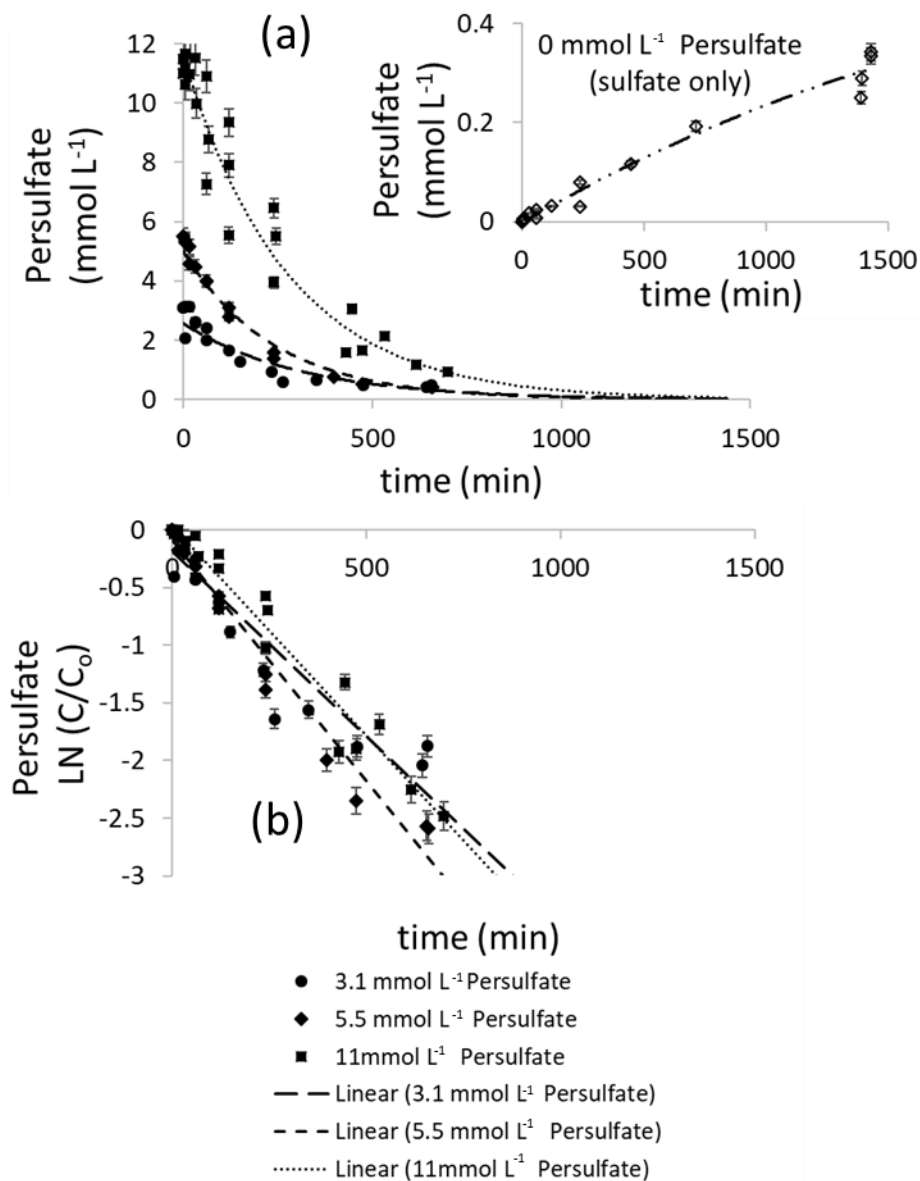 (a)
12
10
8
6
4
2
0
Persulfate
(mmol L-1)
0 500 1000 1500
time (min)
0 mmol L-1 Persulfate
(sulfate only)
0.4
0.2
0
Persulfate
(mmol L-1)
0 500 1000 1500
time (min)
0
-0.5
-1
-1.5
-2
-2.5
-3
0 500 1000 1500
Persulfate
LN (C/Co)
(b)
time (min)
3.1 mmol L-1 Persulfate
5.5 mmol L-1 Persulfate
11mmol L-1 Persulfate
Linear (3.1 mmol L-1 Persulfate)
Linear (5.5 mmol L-1 Persulfate)
Linear (11mmol L-1 Persulfate)